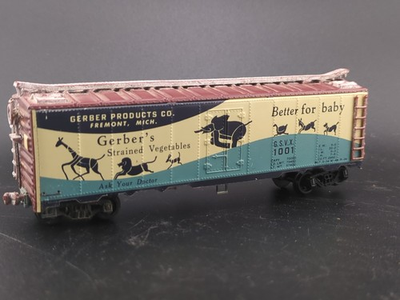 GERBER PRODUCTS CO.
FREMONT, MICH.
Gerber's
Strained Vegetables
Ask Your Doctor
Better for baby
G.S.V.X.
1001